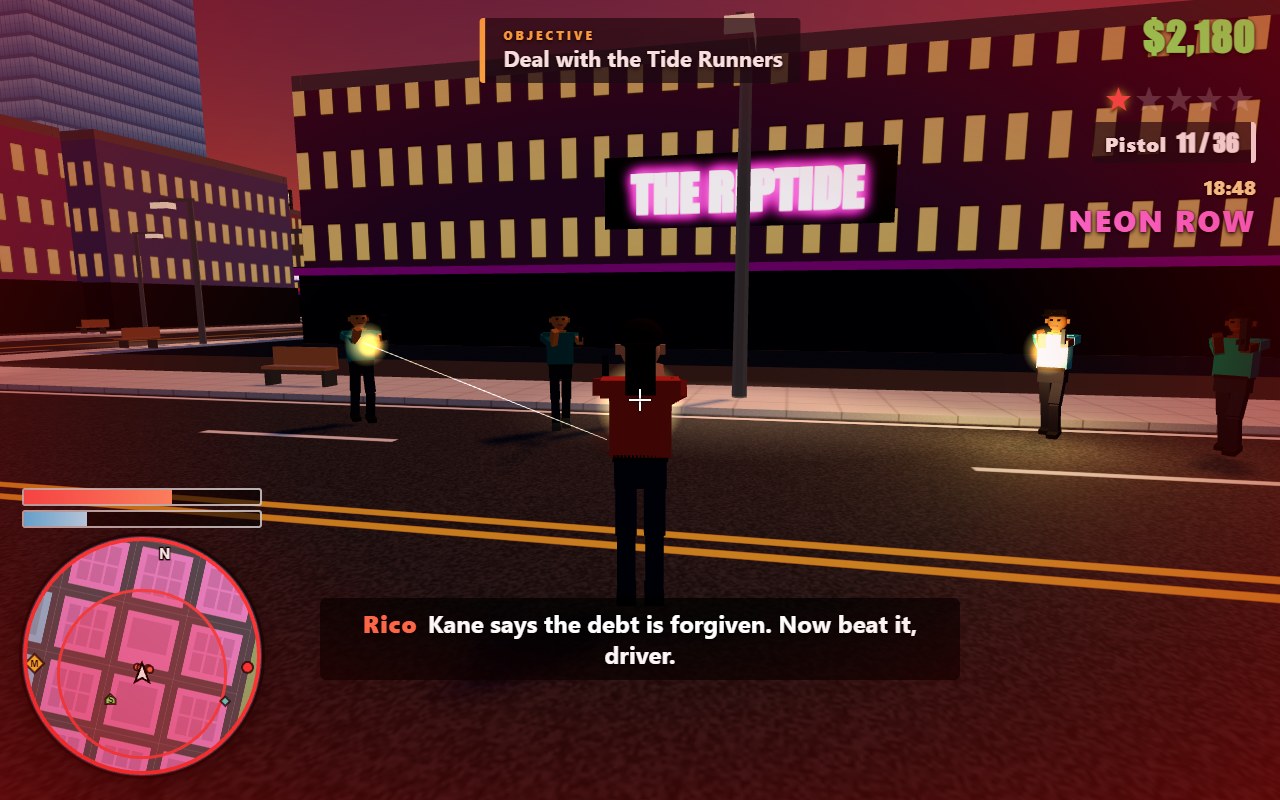 OBJECTIVE
Deal with the Tide Runners
$2,180
Pistol 11/36
18:48
NEON ROW
THE RIPTIDE
N
M
Rico Kane says the debt is forgiven. Now beat it,
driver.